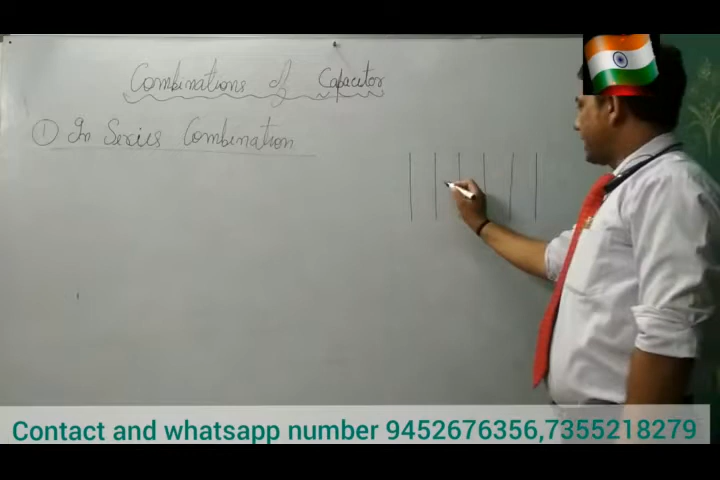 Combinations of Capacitor
① In Series Combination
Contact and whatsapp number 9452676356,7355218279